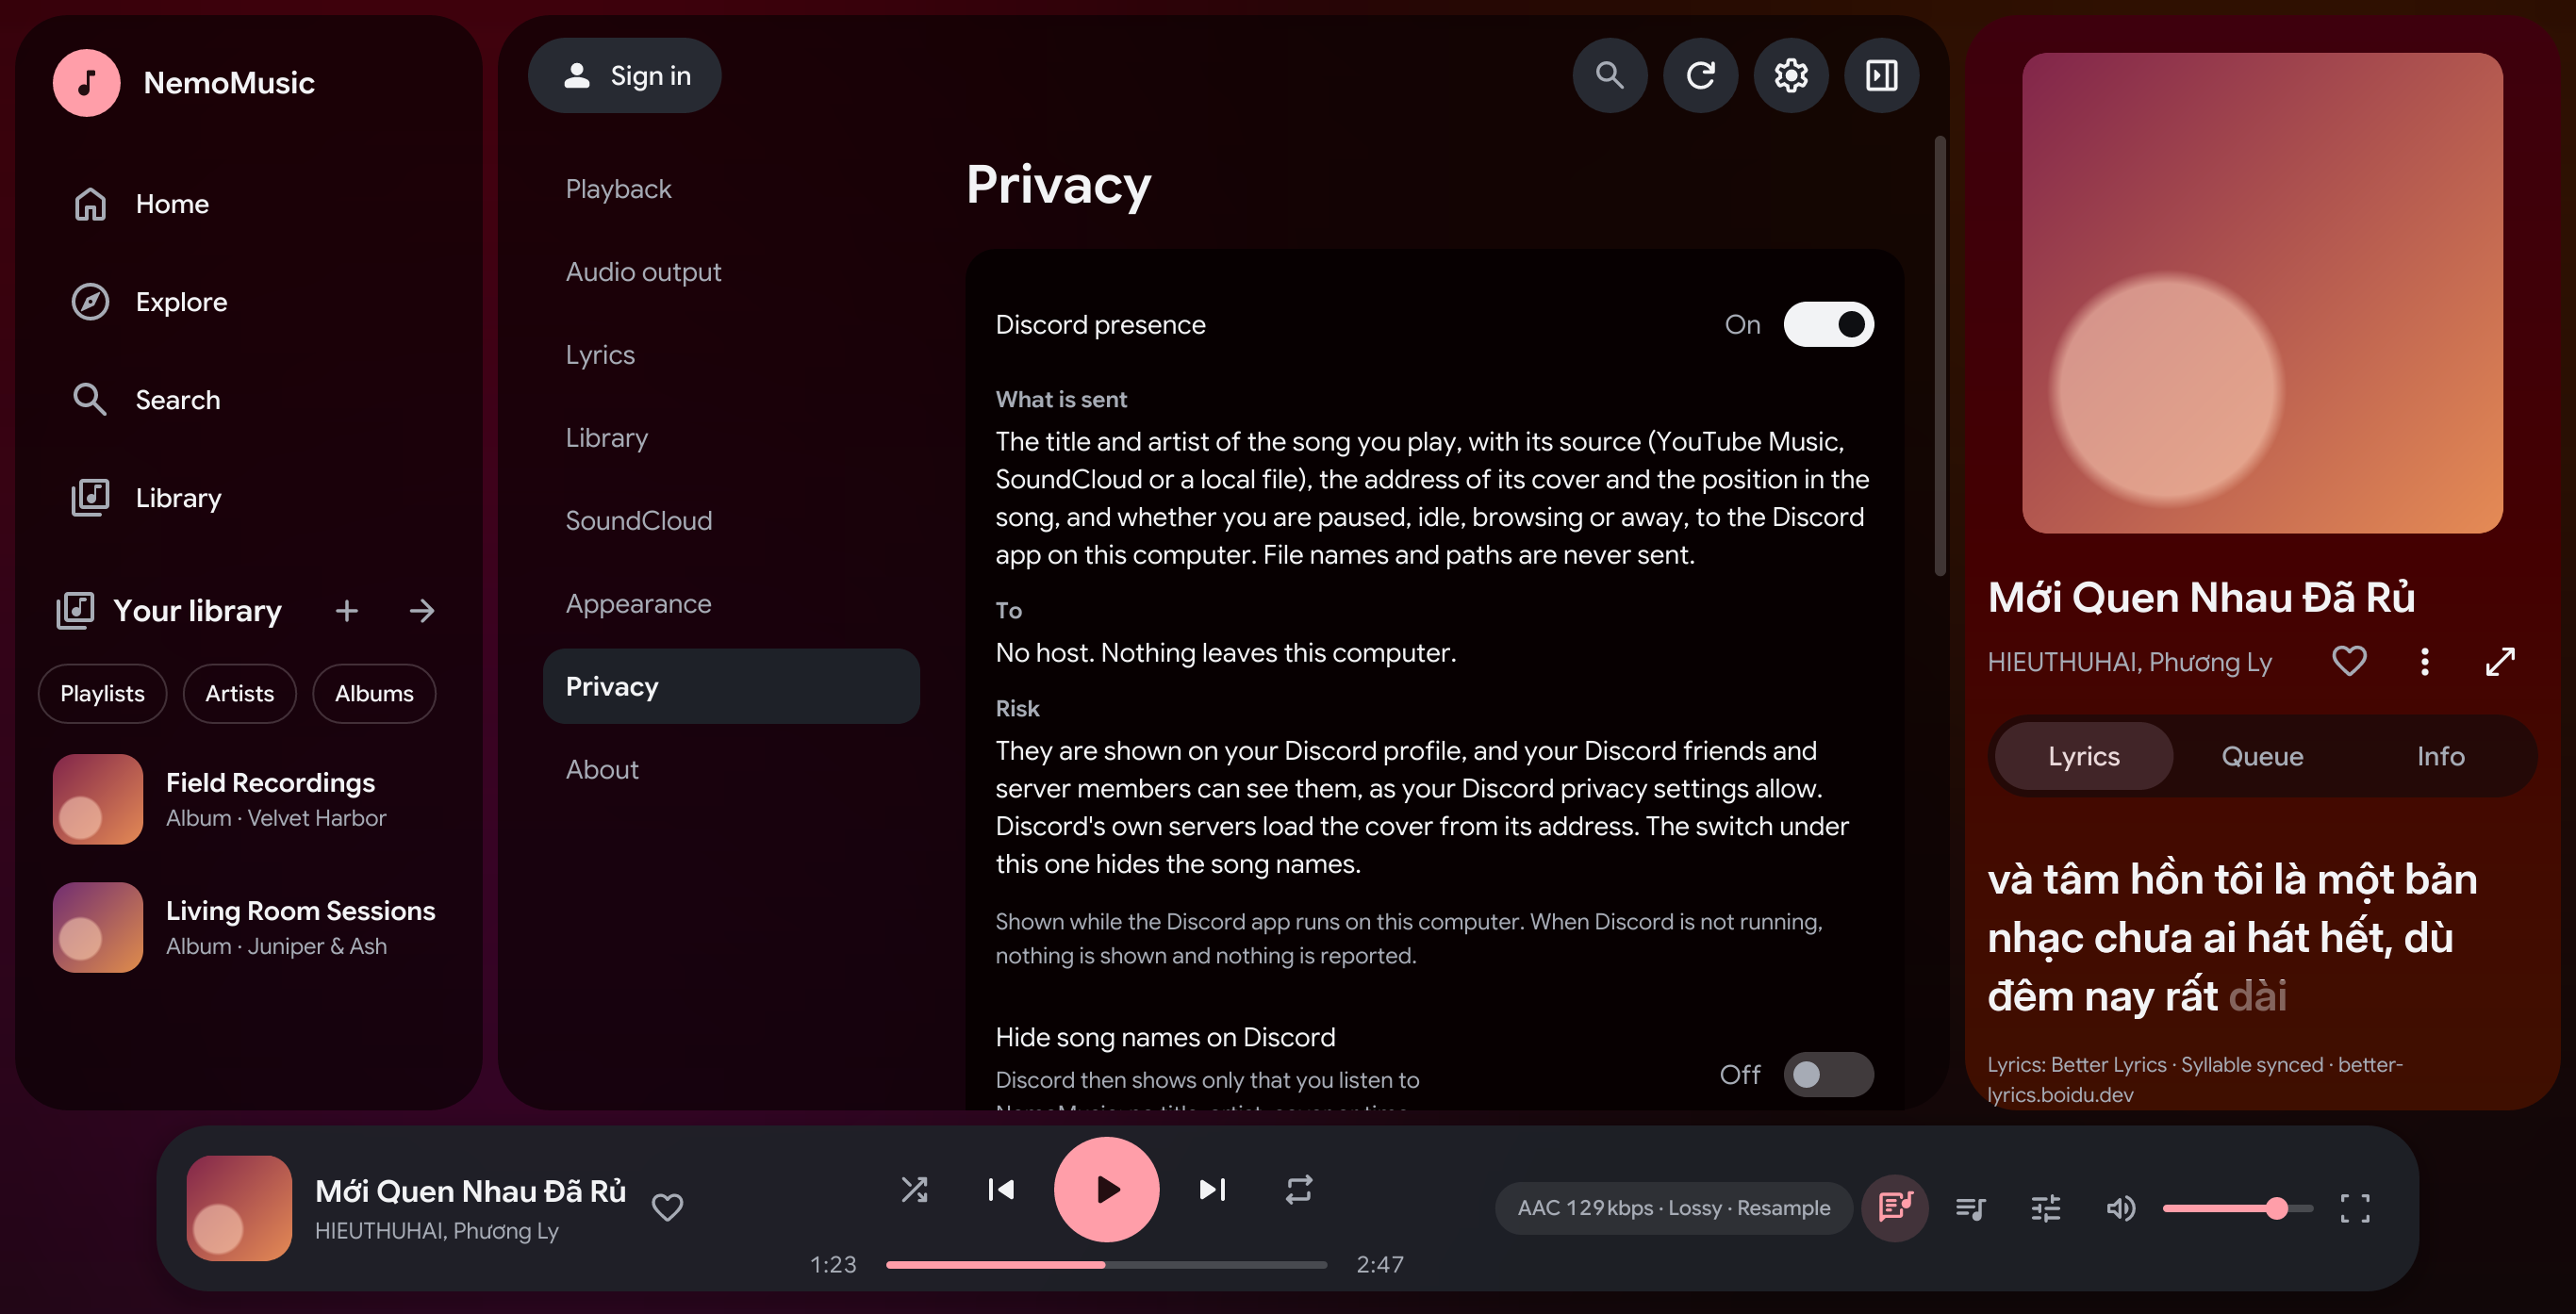 NemoMusic
Home
Explore
Search
Library
Your library
Playlists
Artists
Albums
Field Recordings
Album · Velvet Harbor
Living Room Sessions
Album · Juniper & Ash
Sign in
Playback
Audio output
Lyrics
Library
SoundCloud
Appearance
Privacy
About
Privacy
Discord presence
On
What is sent
The title and artist of the song you play, with its source (YouTube Music,
SoundCloud or a local file), the address of its cover and the position in the
song, and whether you are paused, idle, browsing or away, to the Discord
app on this computer. File names and paths are never sent.
To
No host. Nothing leaves this computer.
Risk
They are shown on your Discord profile, and your Discord friends and
server members can see them, as your Discord privacy settings allow.
Discord's own servers load the cover from its address. The switch under
this one hides the song names.
Shown while the Discord app runs on this computer. When Discord is not running,
nothing is shown and nothing is reported.
Hide song names on Discord
Off
Discord then shows only that you listen to
Mới Quen Nhau Đã Rủ
HIEUTHUHAI, Phương Ly
Lyrics
Queue
Info
và tâm hồn tôi là một bản
nhạc chưa ai hát hết, dù
đêm nay rất dài
Lyrics: Better Lyrics · Syllable synced · better-
lyrics.boidu.dev
Mới Quen Nhau Đã Rủ
HIEUTHUHAI, Phương Ly
1:23
2:47
AAC 129 kbps · Lossy · Resample